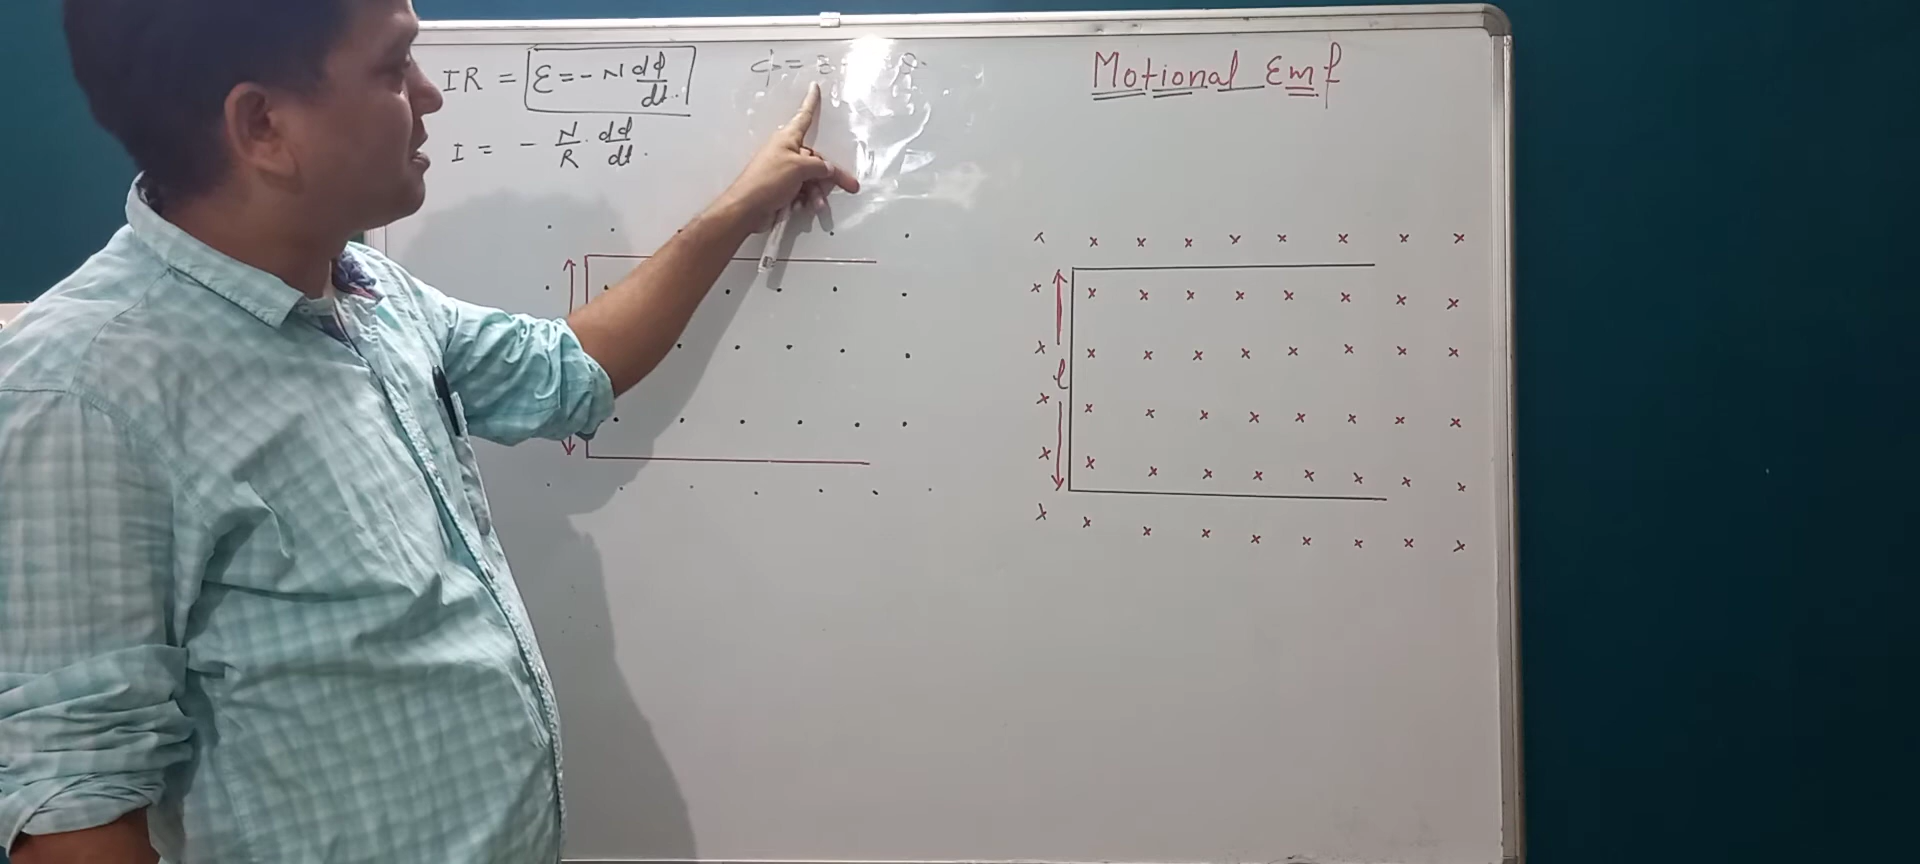 IR = ε = - N dφ/dt.
φ =
Motional Emf
I = - N/R . dφ/dt.
l